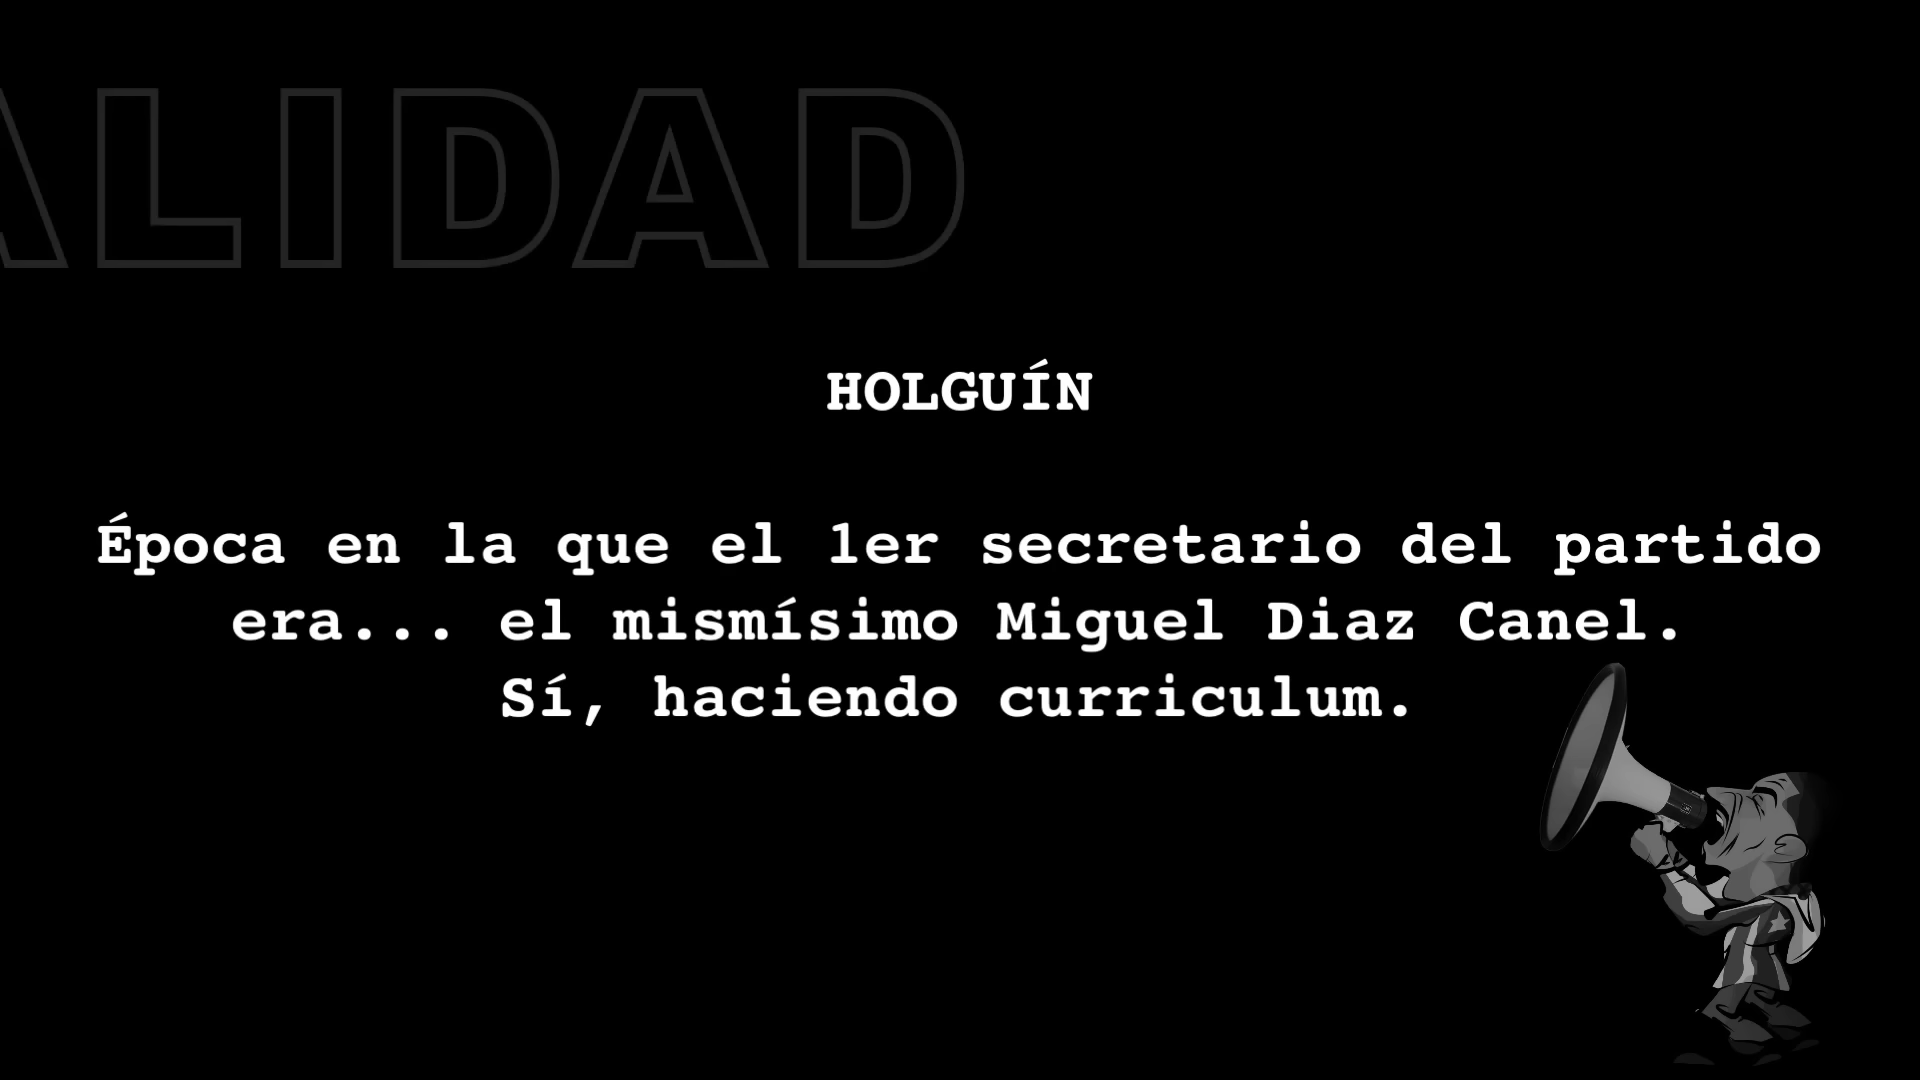 ALIDAD
HOLGUÍN
Época en la que el 1er secretario del partido
era... el mismísimo Miguel Diaz Canel.
Sí, haciendo curriculum.